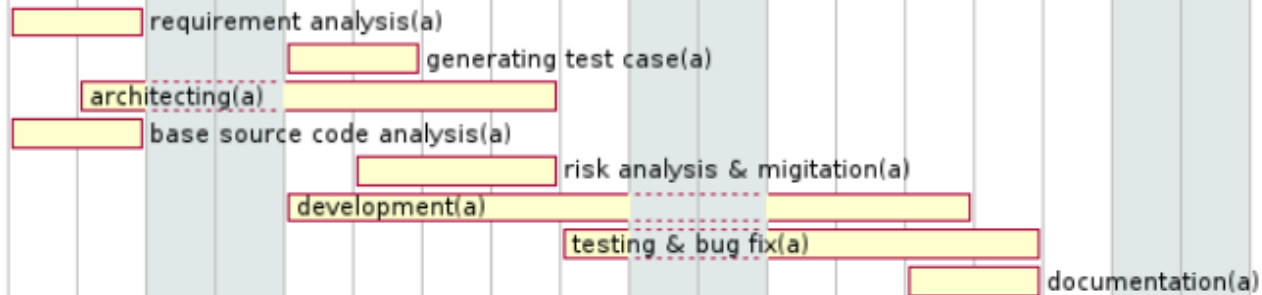 requirement analysis(a)
generating test case(a)
architecting(a)
base source code analysis(a)
risk analysis & migitation(a)
development(a)
testing & bug fix(a)
documentation(a)